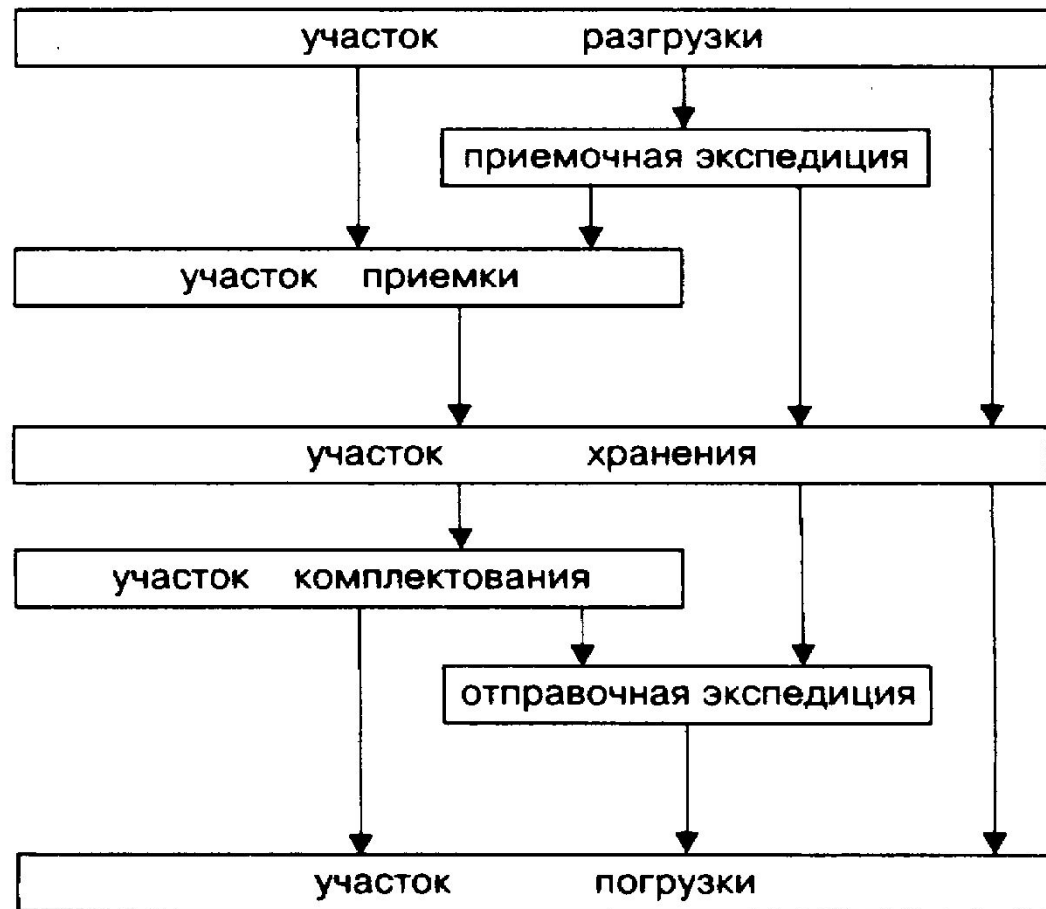 участок разгрузки
приемочная экспедиция
участок приемки
участок хранения
участок комплектования
отправочная экспедиция
участок погрузки